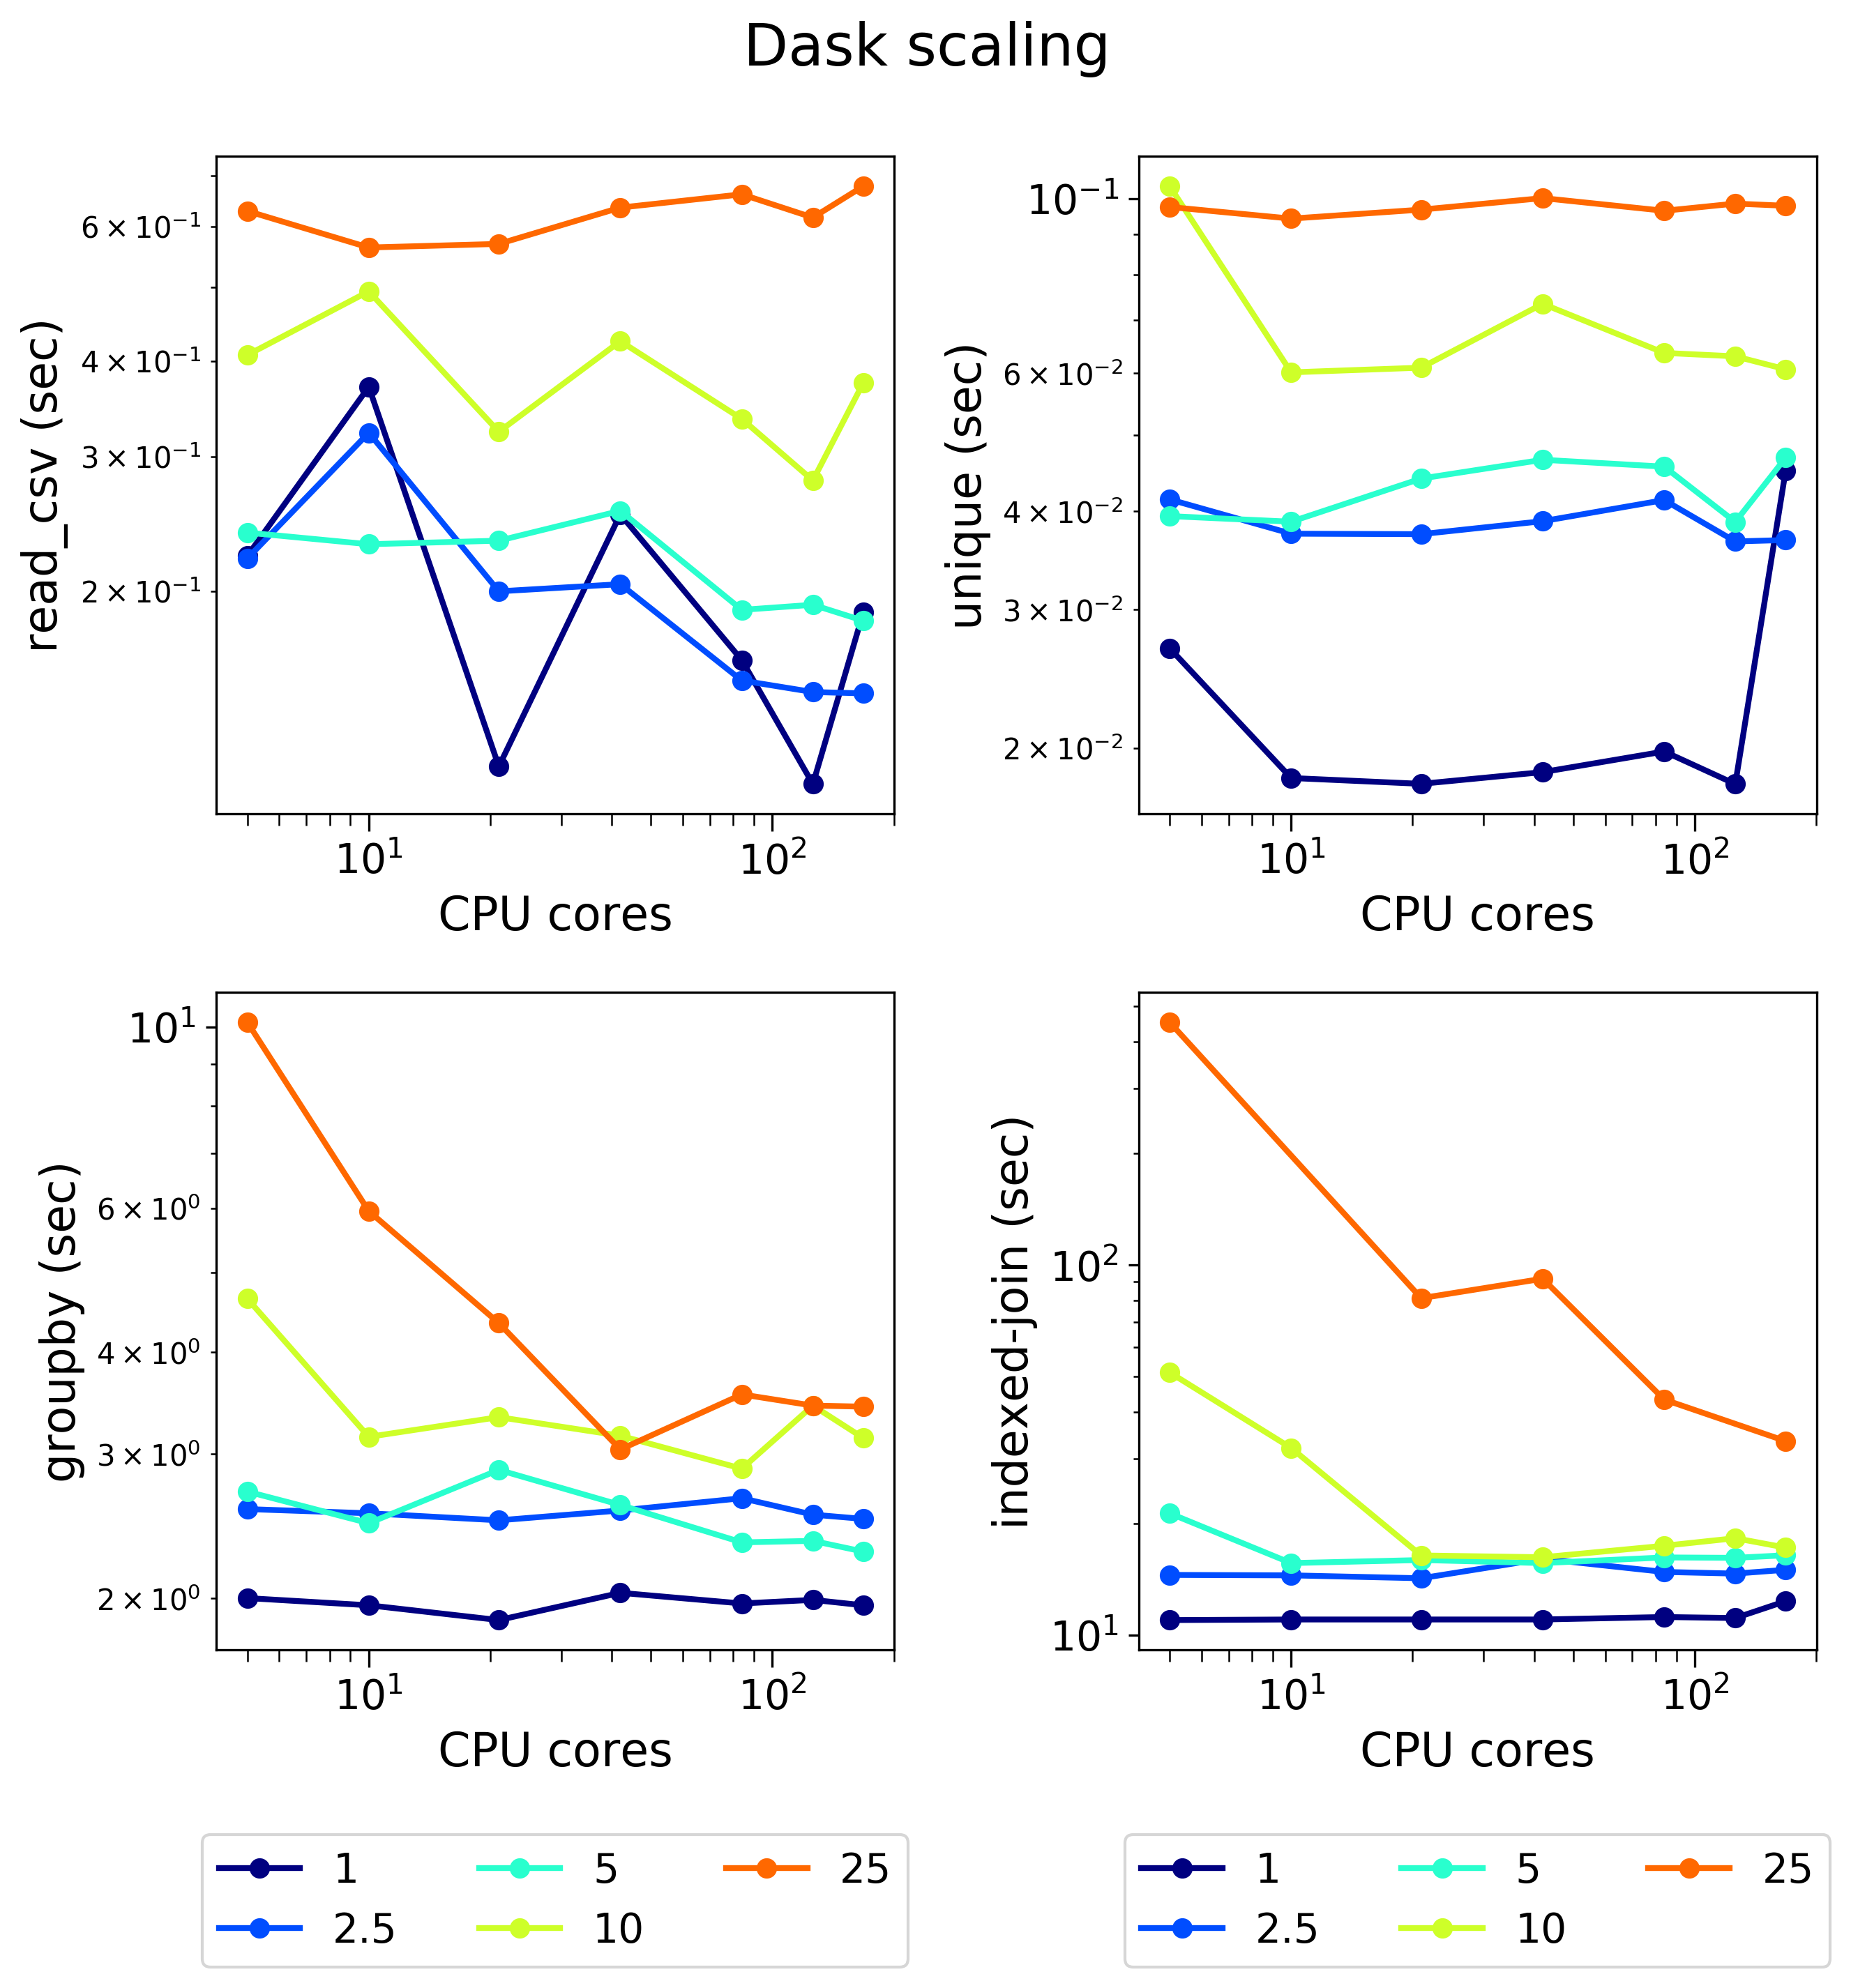 Dask scaling
read_csv (sec)
6 × 10⁻¹
4 × 10⁻¹
3 × 10⁻¹
2 × 10⁻¹
10¹ 10²
CPU cores
unique (sec)
10⁻¹
6 × 10⁻²
4 × 10⁻²
3 × 10⁻²
2 × 10⁻²
10¹ 10²
CPU cores
groupby (sec)
10¹
6 × 10⁰
4 × 10⁰
3 × 10⁰
2 × 10⁰
10¹ 10²
CPU cores
indexed-join (sec)
10²
10¹
10¹ 10²
CPU cores
1 5 25
2.5 10
1 5 25
2.5 10